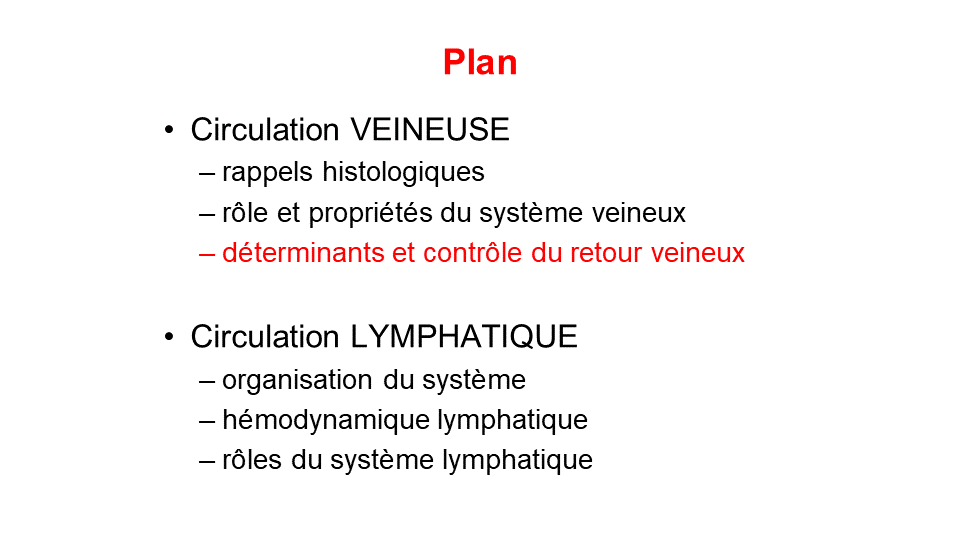 Plan
• Circulation VEINEUSE
– rappels histologiques
– rôle et propriétés du système veineux
– déterminants et contrôle du retour veineux
• Circulation LYMPHATIQUE
– organisation du système
– hémodynamique lymphatique
– rôles du système lymphatique